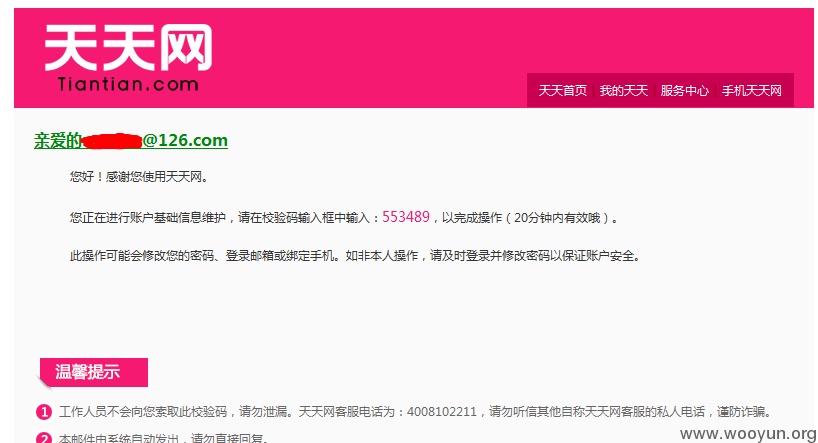 天天网
Tiantian.com
天天首页 我的天天 服务中心 手机天天网
亲爱的 @126.com
您好！感谢您使用天天网。
您正在进行账户基础信息维护，请在校验码输入框中输入：553489，以完成操作（20分钟内有效哦）。
此操作可能会修改您的密码、登录邮箱或绑定手机。如非本人操作，请及时登录并修改密码以保证账户安全。
温馨提示
1 工作人员不会向您索取此校验码，请勿泄漏。天天网客服电话为：4008102211，请勿听信其他自称天天网客服的私人电话，谨防诈骗。
2 本邮件由系统自动发出，请勿直接回复。
www.wooyun.org